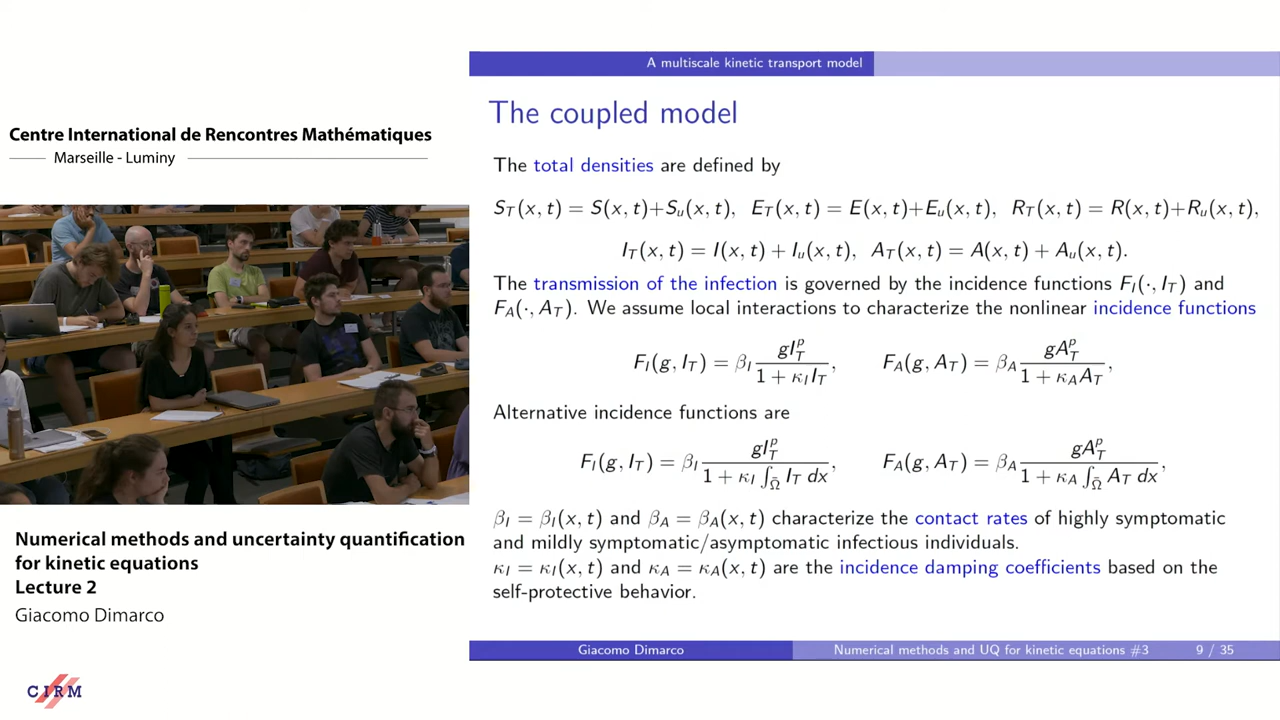 Centre International de Rencontres Mathématiques
Marseille - Luminy
Numerical methods and uncertainty quantification
for kinetic equations
Lecture 2
Giacomo Dimarco
CIRM
A multiscale kinetic transport model
The coupled model
The total densities are defined by
S_T(x, t) = S(x, t)+S_u(x, t), E_T(x, t) = E(x, t)+E_u(x, t), R_T(x, t) = R(x, t)+R_u(x, t),
I_T(x, t) = I(x, t) + I_u(x, t), A_T(x, t) = A(x, t) + A_u(x, t).
The transmission of the infection is governed by the incidence functions F_I(·, I_T) and
F_A(·, A_T). We assume local interactions to characterize the nonlinear incidence functions
F_I(g, I_T) = β_I \frac{gI_T^p}{1 + κ_I I_T}, F_A(g, A_T) = β_A \frac{gA_T^p}{1 + κ_A A_T},
Alternative incidence functions are
F_I(g, I_T) = β_I \frac{gI_T^p}{1 + κ_I ∫_{\bar{Ω}} I_T dx}, F_A(g, A_T) = β_A \frac{gA_T^p}{1 + κ_A ∫_{\bar{Ω}} A_T dx},
β_I = β_I(x, t) and β_A = β_A(x, t) characterize the contact rates of highly symptomatic
and mildly symptomatic/asymptomatic infectious individuals.
κ_I = κ_I(x, t) and κ_A = κ_A(x, t) are the incidence damping coefficients based on the
self-protective behavior.
Giacomo Dimarco
Numerical methods and UQ for kinetic equations #3
9 / 35